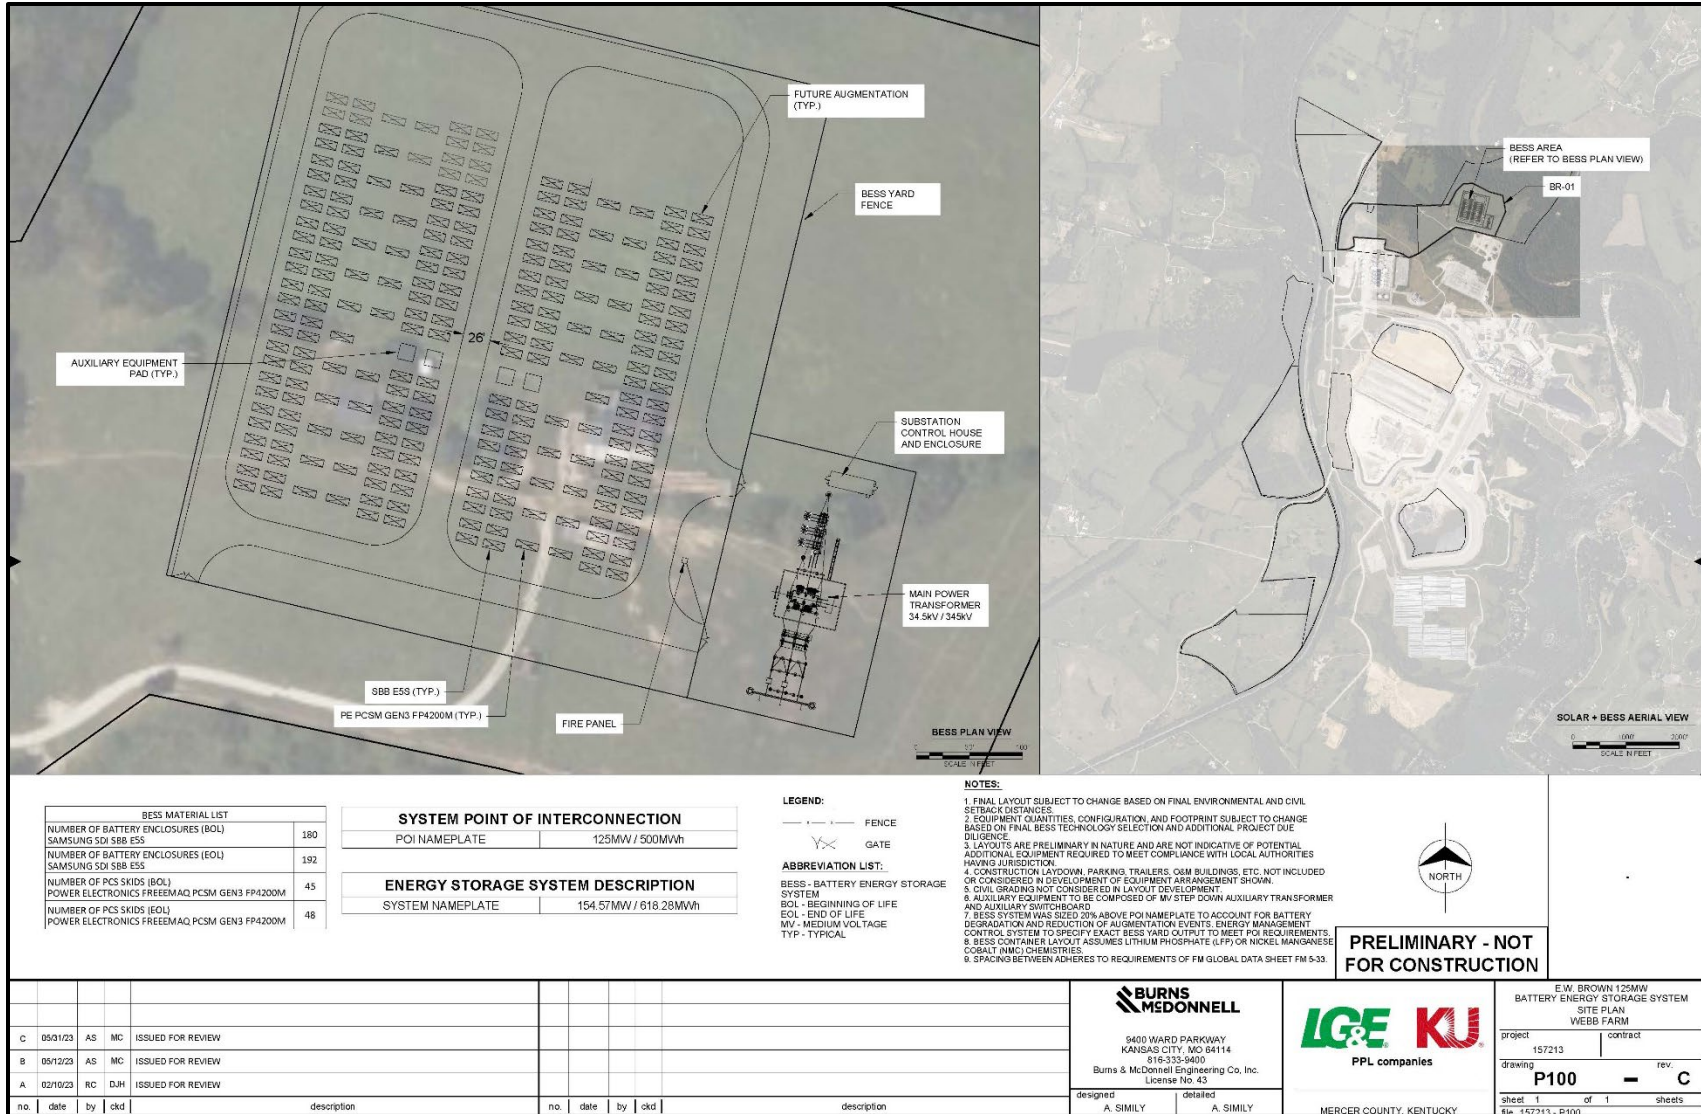 FUTURE AUGMENTATION
(TYP.)
BESS YARD
FENCE
26'
AUXILIARY EQUIPMENT
PAD (TYP.)
SUBSTATION
CONTROL HOUSE
AND ENCLOSURE
MAIN POWER
TRANSFORMER
34.5kV / 345kV
SBB E5S (TYP.)
PE PCSM GEN3 FP4200M (TYP.)
FIRE PANEL
BESS PLAN VIEW
0 50' 100'
SCALE IN FEET
BESS AREA
(REFER TO BESS PLAN VIEW)
BR-01
SOLAR + BESS AERIAL VIEW
0 1000' 2000'
SCALE IN FEET
BESS MATERIAL LIST
NUMBER OF BATTERY ENCLOSURES (BOL)
SAMSUNG SDI SBB E5S
180
NUMBER OF BATTERY ENCLOSURES (EOL)
SAMSUNG SDI SBB E5S
192
NUMBER OF PCS SKIDS (BOL)
POWER ELECTRONICS FREEEMAQ PCSM GEN3 FP4200M
45
NUMBER OF PCS SKIDS (EOL)
POWER ELECTRONICS FREEEMAQ PCSM GEN3 FP4200M
48
SYSTEM POINT OF INTERCONNECTION
POI NAMEPLATE 125MW / 500MWh
ENERGY STORAGE SYSTEM DESCRIPTION
SYSTEM NAMEPLATE 154.57MW / 618.28MWh
LEGEND:
FENCE
GATE
ABBREVIATION LIST:
BESS - BATTERY ENERGY STORAGE
SYSTEM
BOL - BEGINNING OF LIFE
EOL - END OF LIFE
MV - MEDIUM VOLTAGE
TYP - TYPICAL
NOTES:
1. FINAL LAYOUT SUBJECT TO CHANGE BASED ON FINAL ENVIRONMENTAL AND CIVIL
SETBACK DISTANCES.
2. EQUIPMENT QUANTITIES, CONFIGURATION, AND FOOTPRINT SUBJECT TO CHANGE
BASED ON FINAL BESS TECHNOLOGY SELECTION AND ADDITIONAL PROJECT DUE
DILIGENCE.
3. LAYOUTS ARE PRELIMINARY IN NATURE AND ARE NOT INDICATIVE OF POTENTIAL
ADDITIONAL EQUIPMENT REQUIRED TO MEET COMPLIANCE WITH LOCAL AUTHORITIES
HAVING JURISDICTION.
4. CONSTRUCTION LAYDOWN, PARKING, TRAILERS, O&M BUILDINGS, ETC. NOT INCLUDED
OR CONSIDERED IN DEVELOPMENT OF EQUIPMENT ARRANGEMENT SHOWN.
5. CIVIL GRADING NOT CONSIDERED IN LAYOUT DEVELOPMENT.
6. AUXILIARY EQUIPMENT TO BE COMPOSED OF MV STEP DOWN AUXILIARY TRANSFORMER
AND AUXILIARY SWITCHBOARD
7. BESS SYSTEM WAS SIZED 20% ABOVE POI NAMEPLATE TO ACCOUNT FOR BATTERY
DEGRADATION AND REDUCTION OF AUGMENTATION EVENTS. ENERGY MANAGEMENT
CONTROL SYSTEM TO SPECIFY EXACT BESS YARD OUTPUT TO MEET POI REQUIREMENTS.
8. BESS CONTAINER LAYOUT ASSUMES LITHIUM PHOSPHATE (LFP) OR NICKEL MANGANESE
COBALT (NMC) CHEMISTRIES.
9. SPACING BETWEEN ADHERES TO REQUIREMENTS OF FM GLOBAL DATA SHEET FM 5-33.
NORTH
PRELIMINARY - NOT
FOR CONSTRUCTION
C 05/31/23 AS MC ISSUED FOR REVIEW
B 05/12/23 AS MC ISSUED FOR REVIEW
A 02/10/23 RC DJH ISSUED FOR REVIEW
no. date by ckd description
no. date by ckd description
BURNS
McDONNELL
9400 WARD PARKWAY
KANSAS CITY, MO 64114
816-333-9400
Burns & McDonnell Engineering Co, Inc.
License No. 43
designed detailed
A. SIMILY A. SIMILY
LG&E KU
PPL companies
MERCER COUNTY, KENTUCKY
E.W. BROWN 125MW
BATTERY ENERGY STORAGE SYSTEM
SITE PLAN
WEBB FARM
project contract
157213
drawing rev.
P100 - C
sheet 1 of 1 sheets
file 157213 - P100